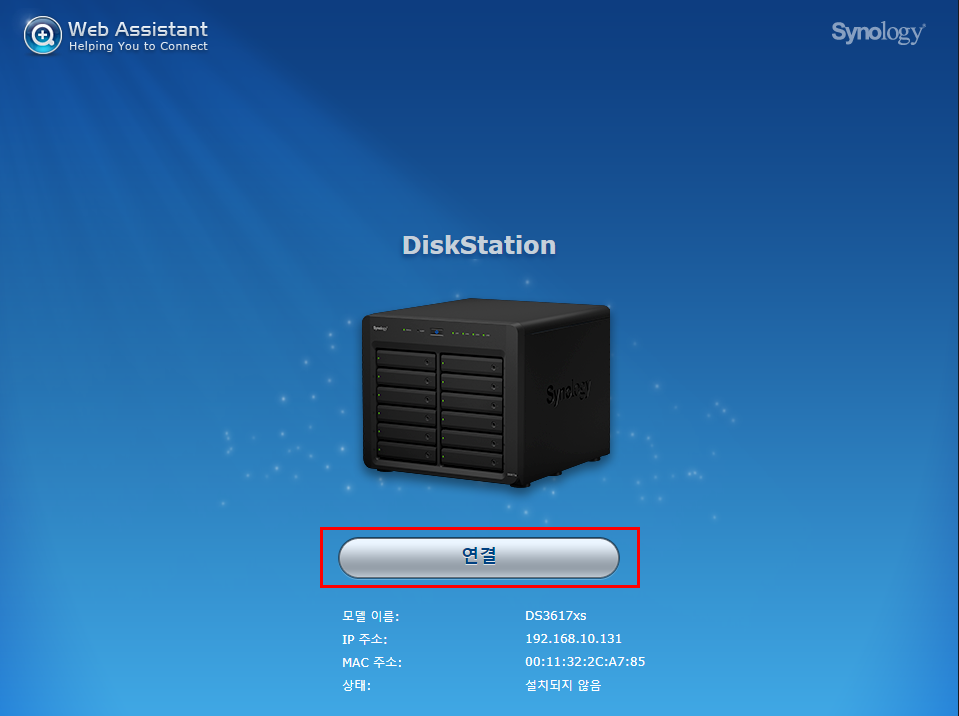 Web Assistant
Helping You to Connect
Synology
DiskStation
Synology
Synology
연결
모델 이름: DS3617xs
IP 주소: 192.168.10.131
MAC 주소: 00:11:32:2C:A7:85
상태: 설치되지 않음